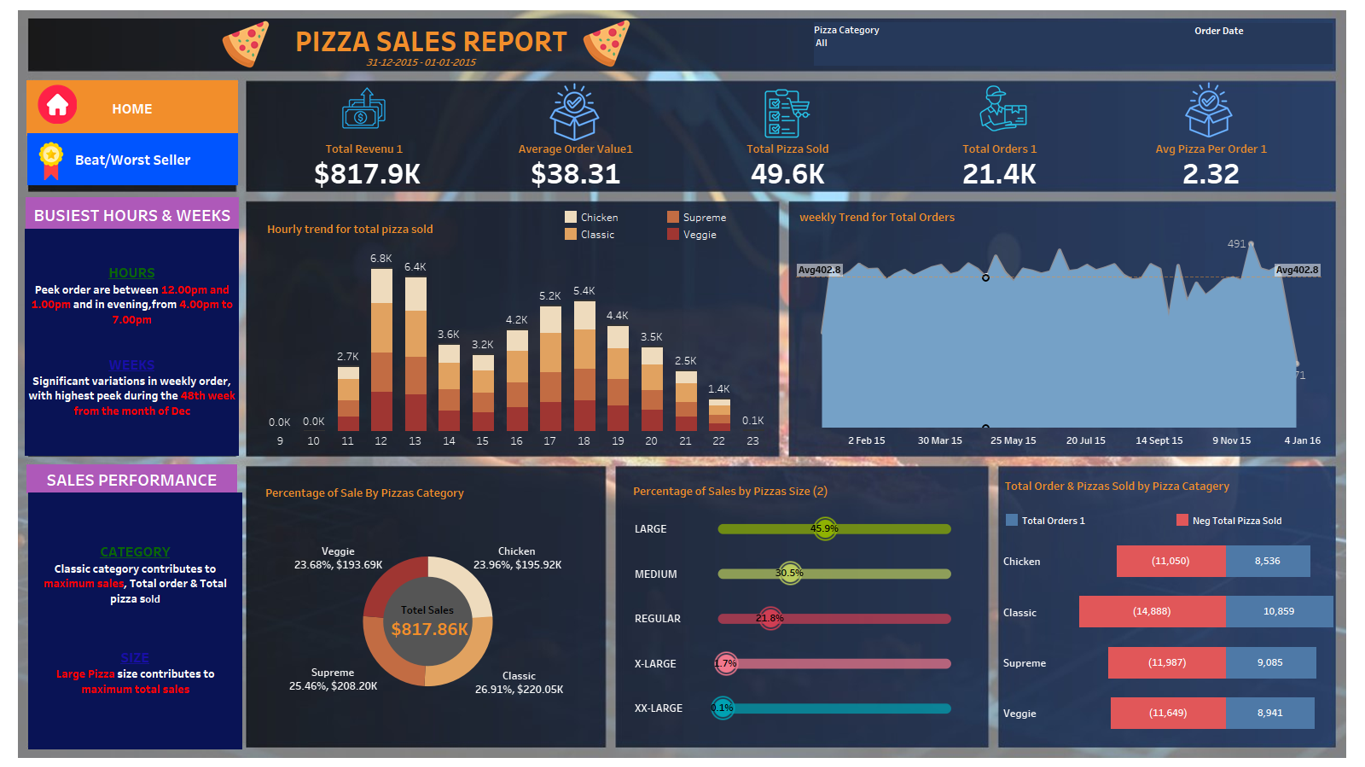 PIZZA SALES REPORT
31-12-2015 - 01-01-2015
Pizza Category
All
Order Date
HOME
Beat/Worst Seller
Total Revenu 1
$817.9K
Average Order Value1
$38.31
Total Pizza Sold
49.6K
Total Orders 1
21.4K
Avg Pizza Per Order 1
2.32
BUSIEST HOURS & WEEKS
HOURS
Peek order are between 12.00pm and
1.00pm and in evening,from 4.00pm to
7.00pm
WEEKS
Significant variations in weekly order,
with highest peek during the 48th week
from the month of Dec
Hourly trend for total pizza sold
Chicken
Supreme
Classic
Veggie
0.0K
0.0K
2.7K
6.8K
6.4K
3.6K
3.2K
4.2K
5.2K
5.4K
4.4K
3.5K
2.5K
1.4K
0.1K
9 10 11 12 13 14 15 16 17 18 19 20 21 22 23
weekly Trend for Total Orders
491
Avg402.8
Avg402.8
71
2 Feb 15 30 Mar 15 25 May 15 20 Jul 15 14 Sept 15 9 Nov 15 4 Jan 16
SALES PERFORMANCE
CATEGORY
Classic category contributes to
maximum sales, Total order & Total
pizza sold
SIZE
Large Pizza size contributes to
maximum total sales
Percentage of Sale By Pizzas Category
Veggie
23.68%, $193.69K
Chicken
23.96%, $195.92K
Totel Sales
$817.86K
Supreme
25.46%, $208.20K
Classic
26.91%, $220.05K
Percentage of Sales by Pizzas Size (2)
LARGE 45.9%
MEDIUM 30.5%
REGULAR 21.8%
X-LARGE 1.7%
XX-LARGE 0.1%
Total Order & Pizzas Sold by Pizza Catagery
Total Orders 1
Neg Total Pizza Sold
Chicken (11,050) 8,536
Classic (14,888) 10,859
Supreme (11,987) 9,085
Veggie (11,649) 8,941